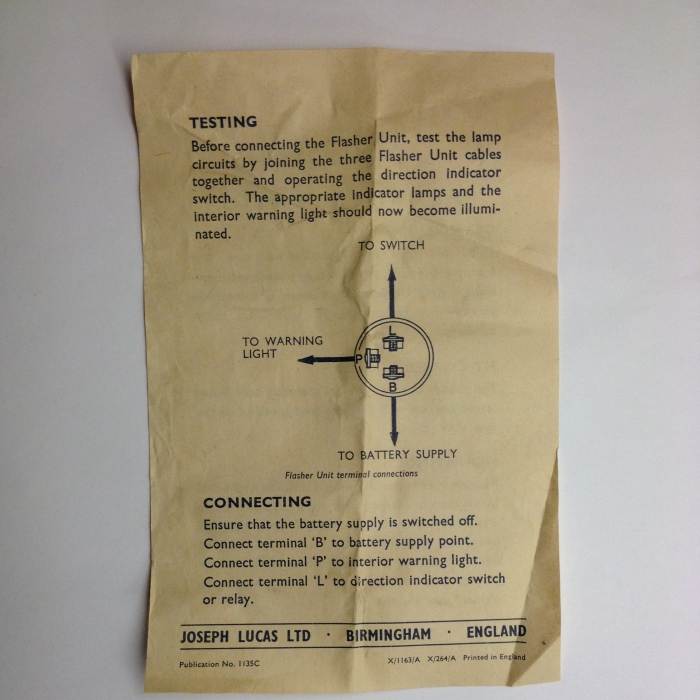 TESTING
Before connecting the Flasher Unit, test the lamp
circuits by joining the three Flasher Unit cables
together and operating the direction indicator
switch. The appropriate indicator lamps and the
interior warning light should now become illumi-
nated.
TO SWITCH
L
TO WARNING
LIGHT
P
B
TO BATTERY SUPPLY
Flasher Unit terminal connections
CONNECTING
Ensure that the battery supply is switched off.
Connect terminal 'B' to battery supply point.
Connect terminal 'P' to interior warning light.
Connect terminal 'L' to direction indicator switch
or relay.
JOSEPH LUCAS LTD · BIRMINGHAM · ENGLAND
Publication No. 1135C X/1163/A X/264/A Printed in England